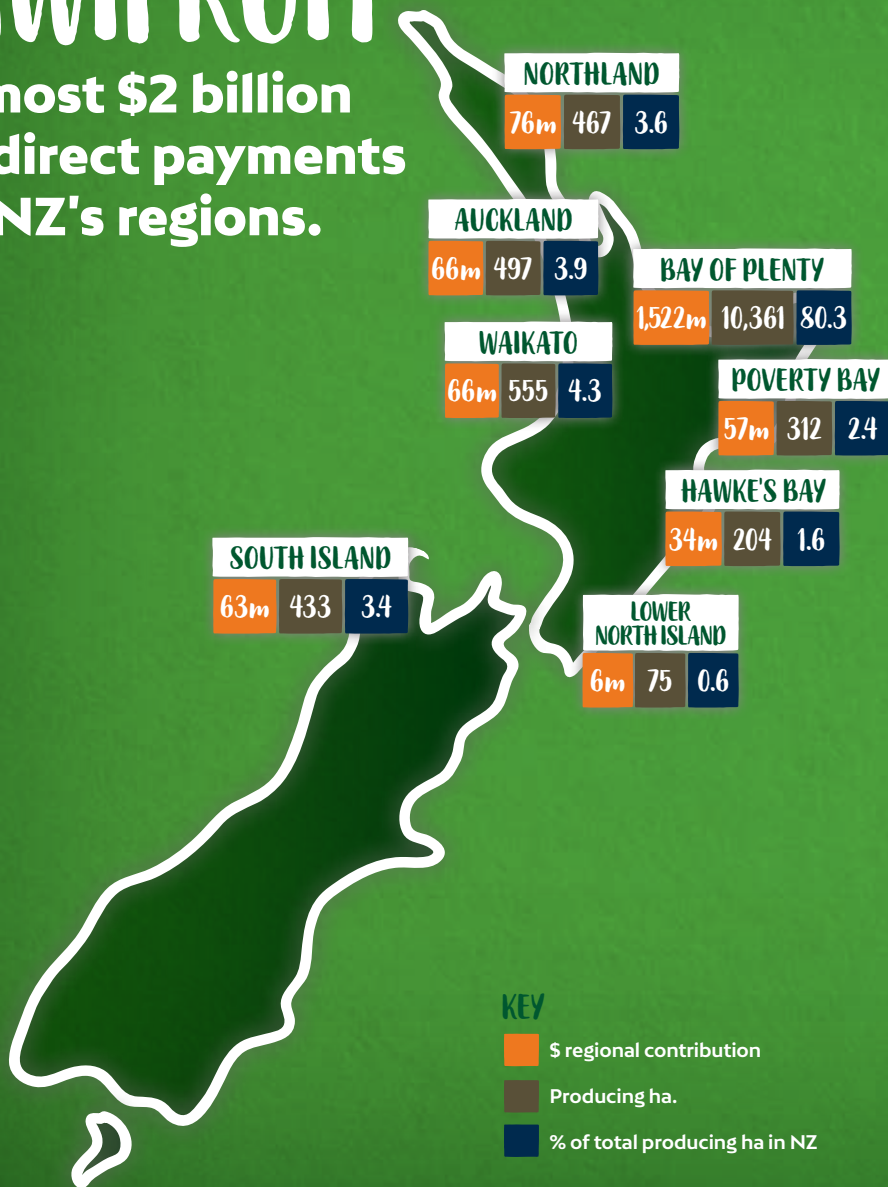 most $2 billion
direct payments
NZ's regions.
NORTHLAND
76m 467 3.6
AUCKLAND
66m 497 3.9
BAY OF PLENTY
1,522m 10,361 80.3
WAIKATO
66m 555 4.3
POVERTY BAY
57m 312 2.4
HAWKE'S BAY
34m 204 1.6
SOUTH ISLAND
63m 433 3.4
LOWER
NORTH ISLAND
6m 75 0.6
KEY
$ regional contribution
Producing ha.
% of total producing ha in NZ